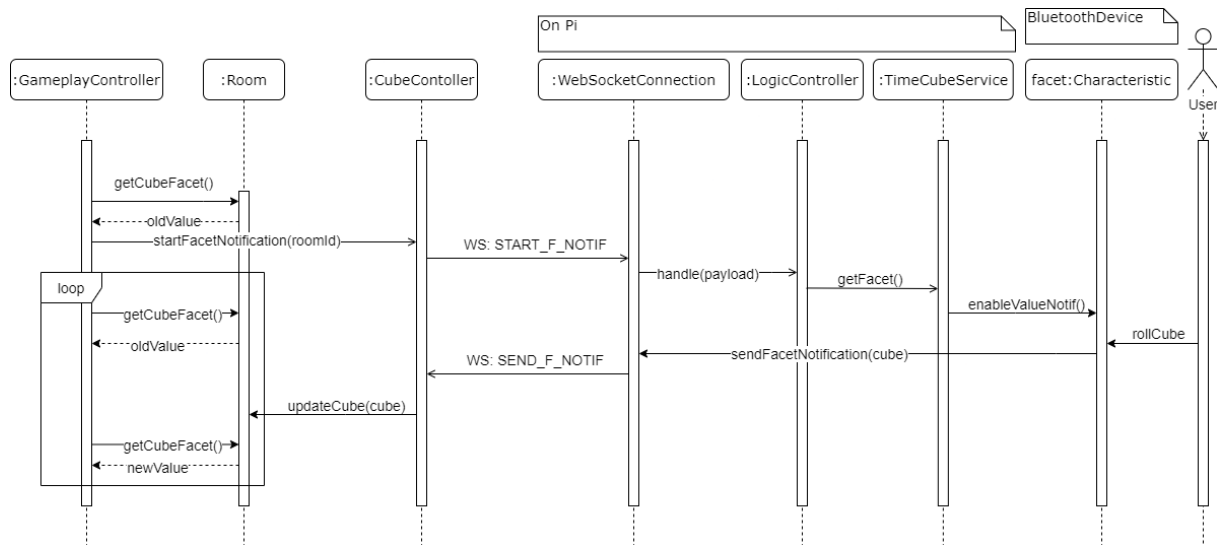 On Pi
BluetoothDevice
:GameplayController
:Room
:CubeContoller
:WebSocketConnection
:LogicController
:TimeCubeService
facet:Characteristic
User
getCubeFacet()
oldValue
startFacetNotification(roomId)
WS: START_F_NOTIF
handle(payload)
loop
getFacet()
getCubeFacet()
enableValueNotif()
oldValue
rollCube
sendFacetNotification(cube)
WS: SEND_F_NOTIF
updateCube(cube)
getCubeFacet()
newValue